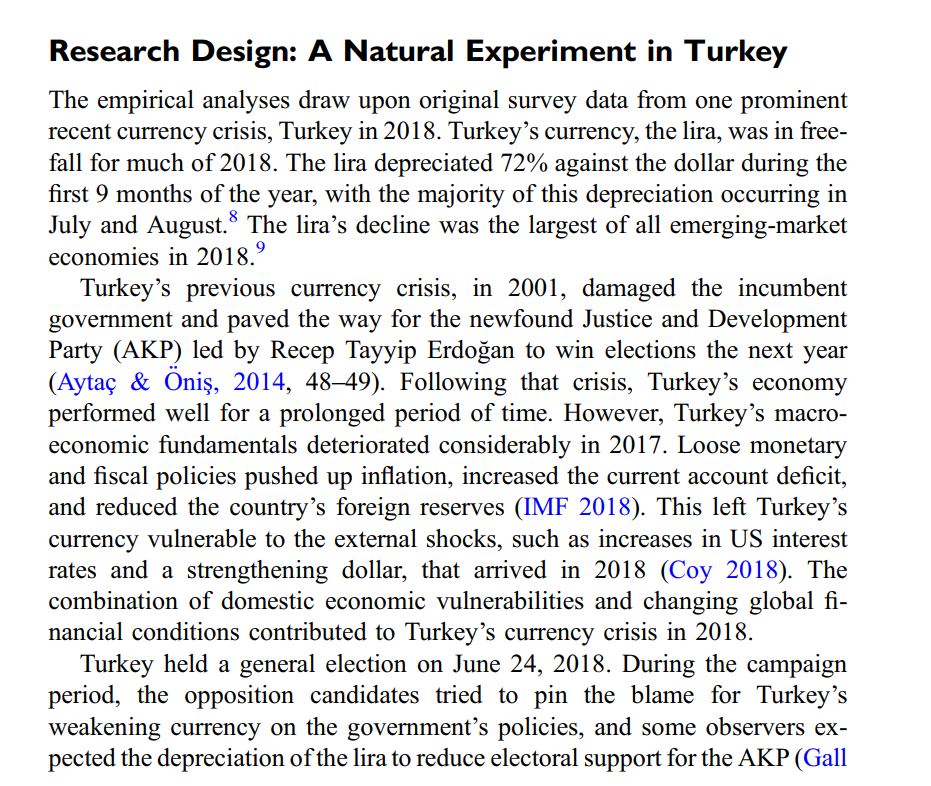 Research Design: A Natural Experiment in Turkey
The empirical analyses draw upon original survey data from one prominent
recent currency crisis, Turkey in 2018. Turkey’s currency, the lira, was in free-
fall for much of 2018. The lira depreciated 72% against the dollar during the
first 9 months of the year, with the majority of this depreciation occurring in
July and August.8 The lira’s decline was the largest of all emerging-market
economies in 2018.9
Turkey’s previous currency crisis, in 2001, damaged the incumbent
government and paved the way for the newfound Justice and Development
Party (AKP) led by Recep Tayyip Erdoğan to win elections the next year
(Aytaç & Öniş, 2014, 48–49). Following that crisis, Turkey’s economy
performed well for a prolonged period of time. However, Turkey’s macro-
economic fundamentals deteriorated considerably in 2017. Loose monetary
and fiscal policies pushed up inflation, increased the current account deficit,
and reduced the country’s foreign reserves (IMF 2018). This left Turkey’s
currency vulnerable to the external shocks, such as increases in US interest
rates and a strengthening dollar, that arrived in 2018 (Coy 2018). The
combination of domestic economic vulnerabilities and changing global fi-
nancial conditions contributed to Turkey’s currency crisis in 2018.
Turkey held a general election on June 24, 2018. During the campaign
period, the opposition candidates tried to pin the blame for Turkey’s
weakening currency on the government’s policies, and some observers ex-
pected the depreciation of the lira to reduce electoral support for the AKP (Gall